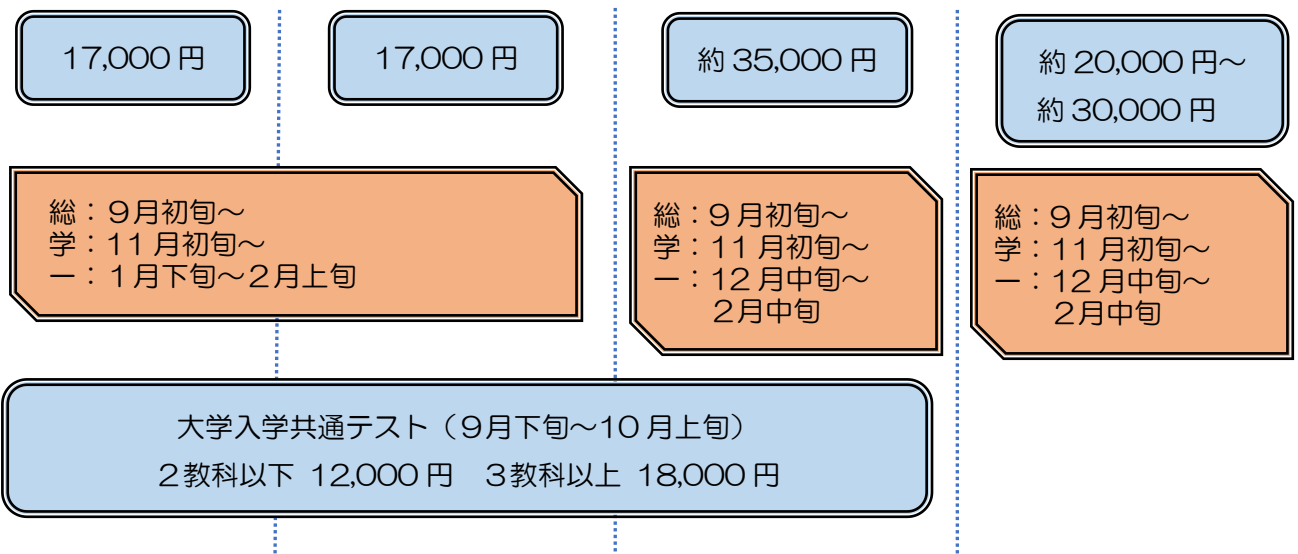 17,000 円
17,000 円
約 35,000 円
約 20,000 円～
約 30,000 円
総：９月初旬～
学：11 月初旬～
一：１月下旬～２月上旬
総：９月初旬～
学：11 月初旬～
一：12 月中旬～
２月中旬
総：９月初旬～
学：11 月初旬～
一：12 月中旬～
２月中旬
大学入学共通テスト（９月下旬～10 月上旬）
２教科以下 12,000 円　３教科以上 18,000 円